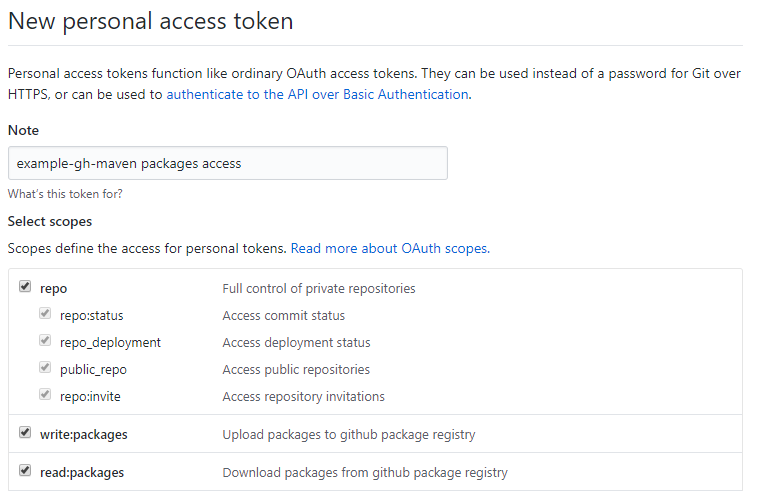 New personal access token
Personal access tokens function like ordinary OAuth access tokens. They can be used instead of a password for Git over
HTTPS, or can be used to authenticate to the API over Basic Authentication.
Note
example-gh-maven packages access
What's this token for?
Select scopes
Scopes define the access for personal tokens. Read more about OAuth scopes.
repo Full control of private repositories
repo:status Access commit status
repo_deployment Access deployment status
public_repo Access public repositories
repo:invite Access repository invitations
write:packages Upload packages to github package registry
read:packages Download packages from github package registry